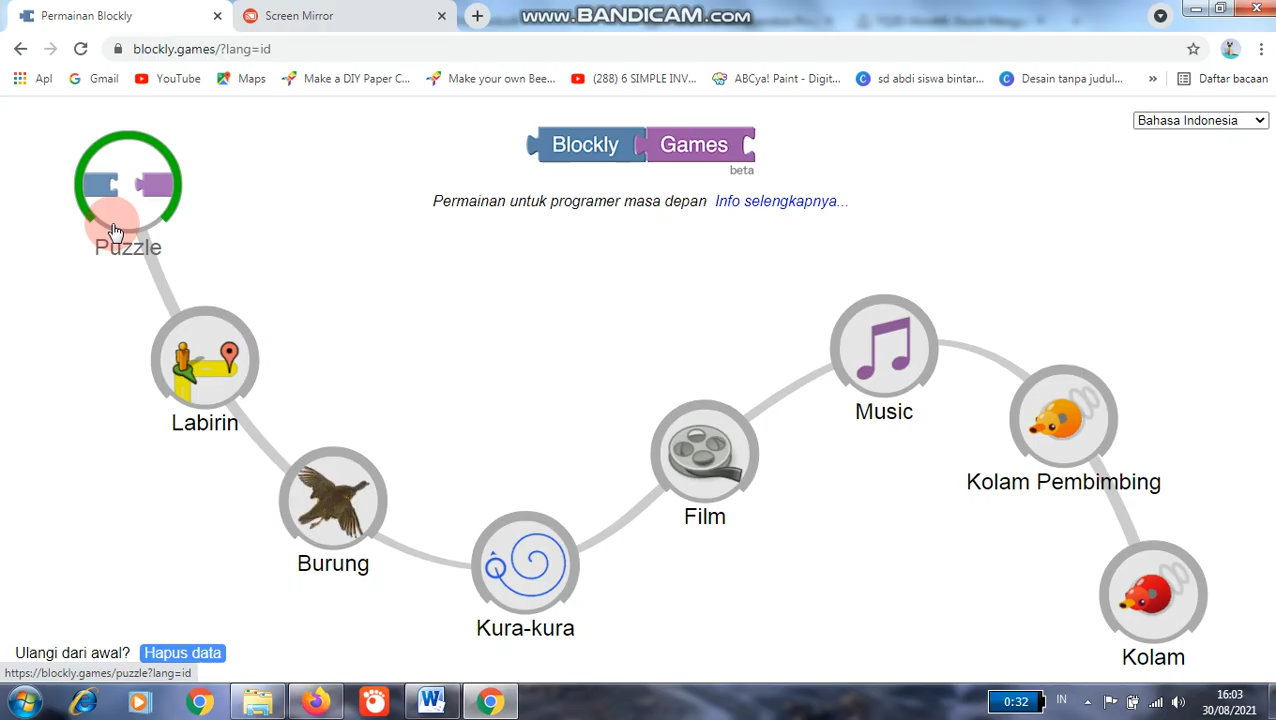 Permainan Blockly
Screen Mirror
www.BANDICAM.com
blockly.games/?lang=id
Apl
Gmail
YouTube
Maps
Make a DIY Paper C...
Make your own Bee...
(288) 6 SIMPLE INV...
ABCya! Paint - Digit...
sd abdi siswa bintar...
Desain tanpa judul...
»
Daftar bacaan
Bahasa Indonesia
Blockly Games
beta
Permainan untuk programer masa depan Info selengkapnya...
Puzzle
Labirin
Burung
Kura-kura
Film
Music
Kolam Pembimbing
Kolam
Ulangi dari awal? Hapus data
https://blockly.games/puzzle?lang=id
0:32
IN
16:03
30/08/2021